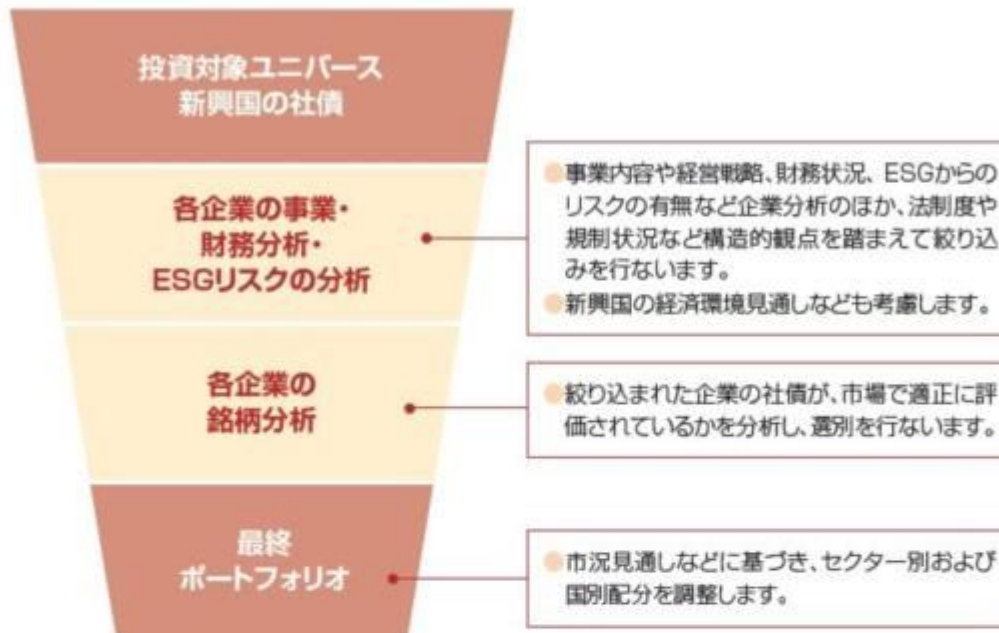 投資対象ユニバース
新興国の社債
各企業の事業・
財務分析・
ESGリスクの分析
●事業内容や経営戦略、財務状況、ESGからの
リスクの有無など企業分析のほか、法制度や
規制状況など構造的観点を踏まえて絞り込
みを行ないます。
●新興国の経済環境見通しなども考慮します。
各企業の
銘柄分析
●絞り込まれた企業の社債が、市場で適正に評
価されているかを分析し、選別を行ないます。
最終
ポートフォリオ
●市況見通しなどに基づき、セクター別および
国別配分を調整します。